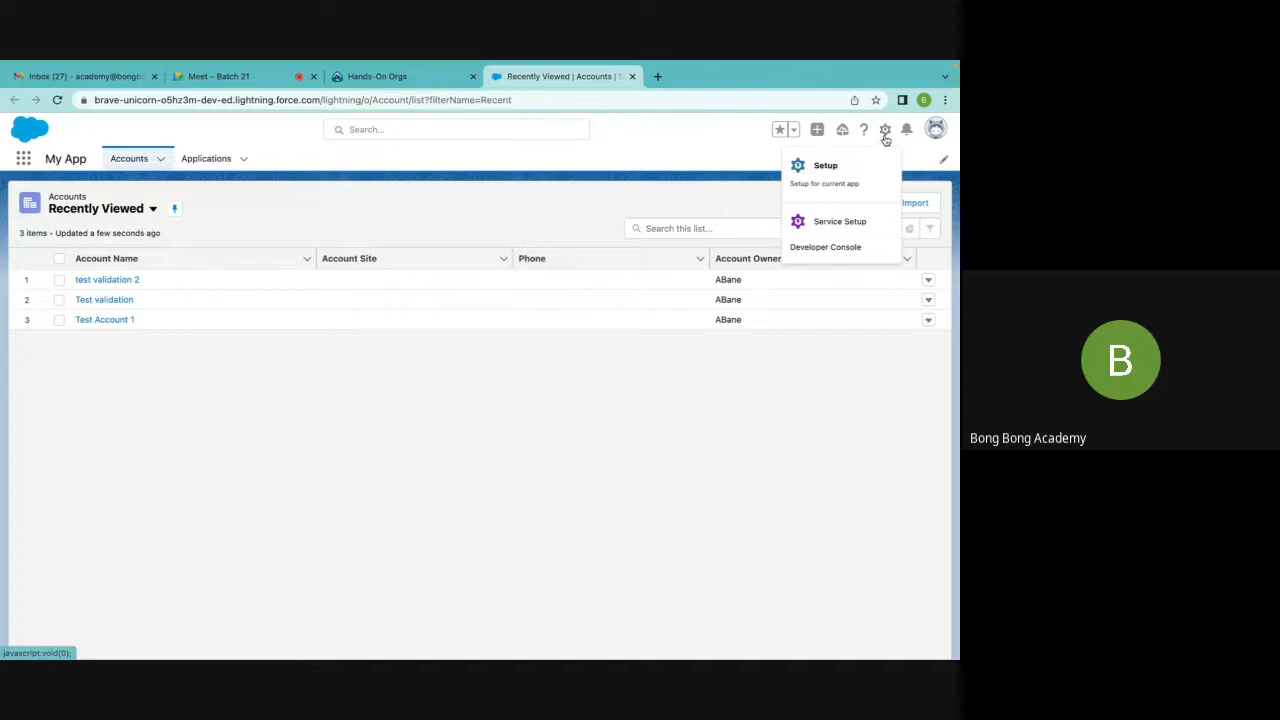 Inbox (27) - academy@bongbo
Meet – Batch 21
Hands-On Orgs
Recently Viewed | Accounts | S
brave-unicorn-o5hz3m-dev-ed.lightning.force.com/lightning/o/Account/list?filterName=Recent
B
Search...
My App
Accounts
Applications
Setup
Setup for current app
Service Setup
Developer Console
Accounts
Recently Viewed
Import
3 items • Updated a few seconds ago
Search this list...
Account Name
Account Site
Phone
Account Owner
1 test validation 2 ABane
2 Test validation ABane
3 Test Account 1 ABane
javascript:void(0);
B
Bong Bong Academy